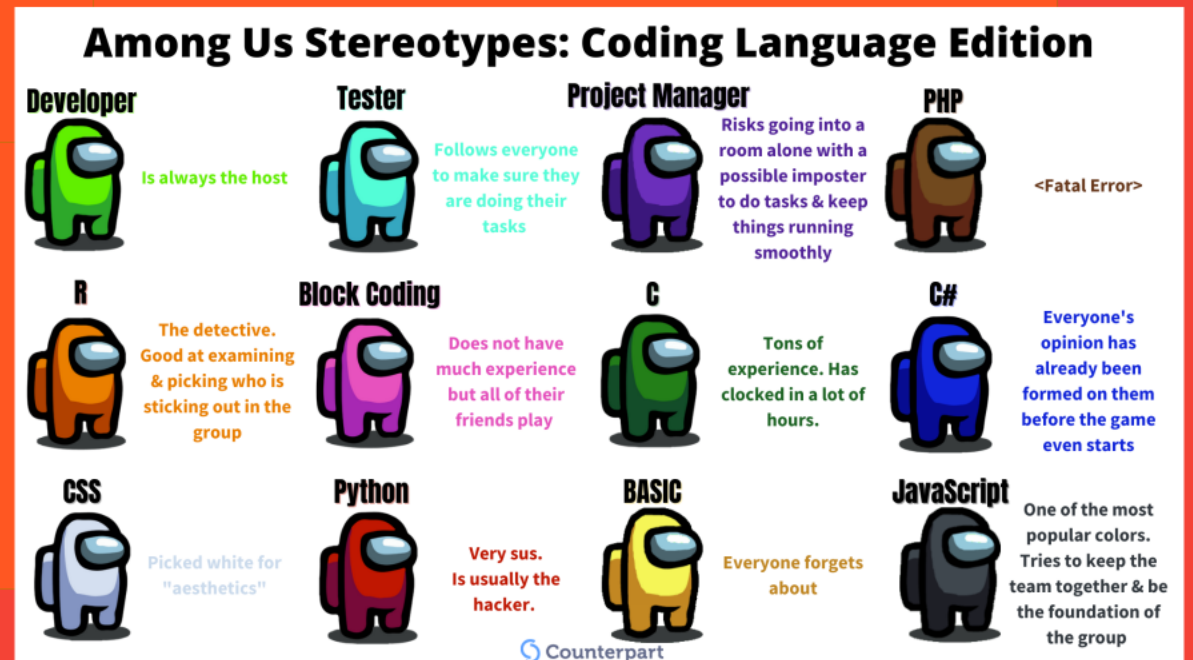 Among Us Stereotypes: Coding Language Edition
Developer
Is always the host
Tester
Follows everyone
to make sure they
are doing their
tasks
Project Manager
Risks going into a
room alone with a
possible imposter
to do tasks & keep
things running
smoothly
PHP
<Fatal Error>
R
The detective.
Good at examining
& picking who is
sticking out in the
group
Block Coding
Does not have
much experience
but all of their
friends play
C
Tons of
experience. Has
clocked in a lot of
hours.
C#
Everyone's
opinion has
already been
formed on them
before the game
even starts
CSS
Picked white for
"aesthetics"
Python
Very sus.
Is usually the
hacker.
BASIC
Everyone forgets
about
JavaScript
One of the most
popular colors.
Tries to keep the
team together & be
the foundation of
the group
Counterpart